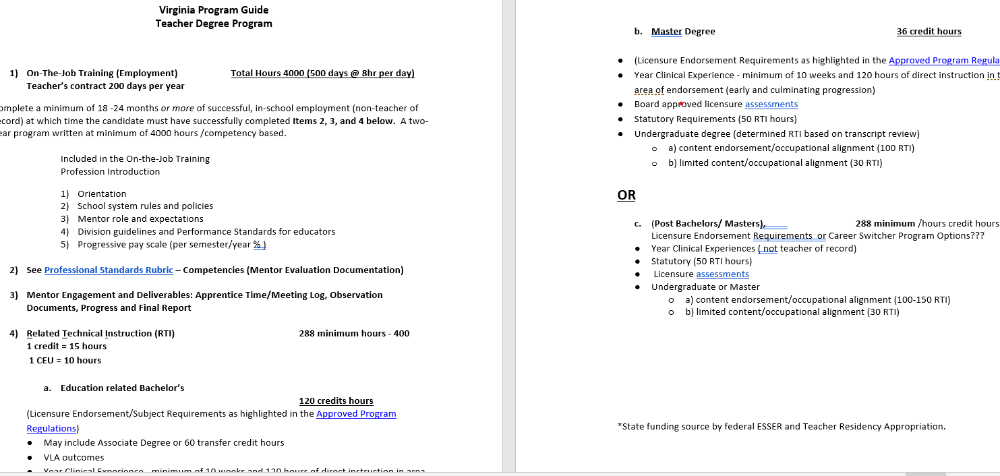 Virginia Program Guide
Teacher Degree Program
1) On-The-Job Training (Employment) Total Hours 4000 (500 days @ 8hr per day)
Teacher's contract 200 days per year
omplete a minimum of 18 -24 months or more of successful, in-school employment (non-teacher of
ecord) at which time the candidate must have successfully completed Items 2, 3, and 4 below. A two-
ear program written at minimum of 4000 hours /competency based.
Included in the On-the-Job Training
Profession Introduction
1) Orientation
2) School system rules and policies
3) Mentor role and expectations
4) Division guidelines and Performance Standards for educators
5) Progressive pay scale (per semester/year % )
2) See Professional Standards Rubric – Competencies (Mentor Evaluation Documentation)
3) Mentor Engagement and Deliverables: Apprentice Time/Meeting Log, Observation
Documents, Progress and Final Report
4) Related Technical Instruction (RTI) 288 minimum hours - 400
1 credit = 15 hours
1 CEU = 10 hours
a. Education related Bachelor's
120 credits hours
(Licensure Endorsement/Subject Requirements as highlighted in the Approved Program
Regulations)
● May include Associate Degree or 60 transfer credit hours
● VLA outcomes
● Year Clinical Experience - minimum of 10 weeks and 120 hours of direct instruction in area
b. Master Degree 36 credit hours
● (Licensure Endorsement Requirements as highlighted in the Approved Program Regula
● Year Clinical Experience - minimum of 10 weeks and 120 hours of direct instruction in t
area of endorsement (early and culminating progression)
● Board approved licensure assessments
● Statutory Requirements (50 RTI hours)
● Undergraduate degree (determined RTI based on transcript review)
o a) content endorsement/occupational alignment (100 RTI)
o b) limited content/occupational alignment (30 RTI)
OR
c. (Post Bachelors/ Masters), 288 minimum /hours credit hours
Licensure Endorsement Requirements or Career Switcher Program Options???
● Year Clinical Experiences ( not teacher of record)
● Statutory (50 RTI hours)
● Licensure assessments
● Undergraduate or Master
o a) content endorsement/occupational alignment (100-150 RTI)
o b) limited content/occupational alignment (30 RTI)
*State funding source by federal ESSER and Teacher Residency Appropriation.